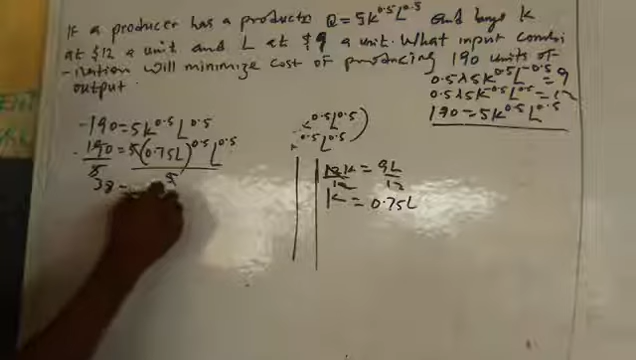 If a producer has a product Q = 5K^0.5 L^0.5 and buys K
at $12 a unit and L at $9 a unit. What input combi
-nation will minimize cost of producing 190 units of
output.
0.5λ5K^0.5 L^-0.5 = 9
0.5λ5K^-0.5 L^0.5 = 12
190 = 5K^0.5 L^0.5
-190 = 5K^0.5 L^0.5
190 = 5(0.75L)^0.5 L^0.5
5 5
38 =
K^0.5 L^0.5)
L^0.5
12K = 9L
12 12
K = 0.75L